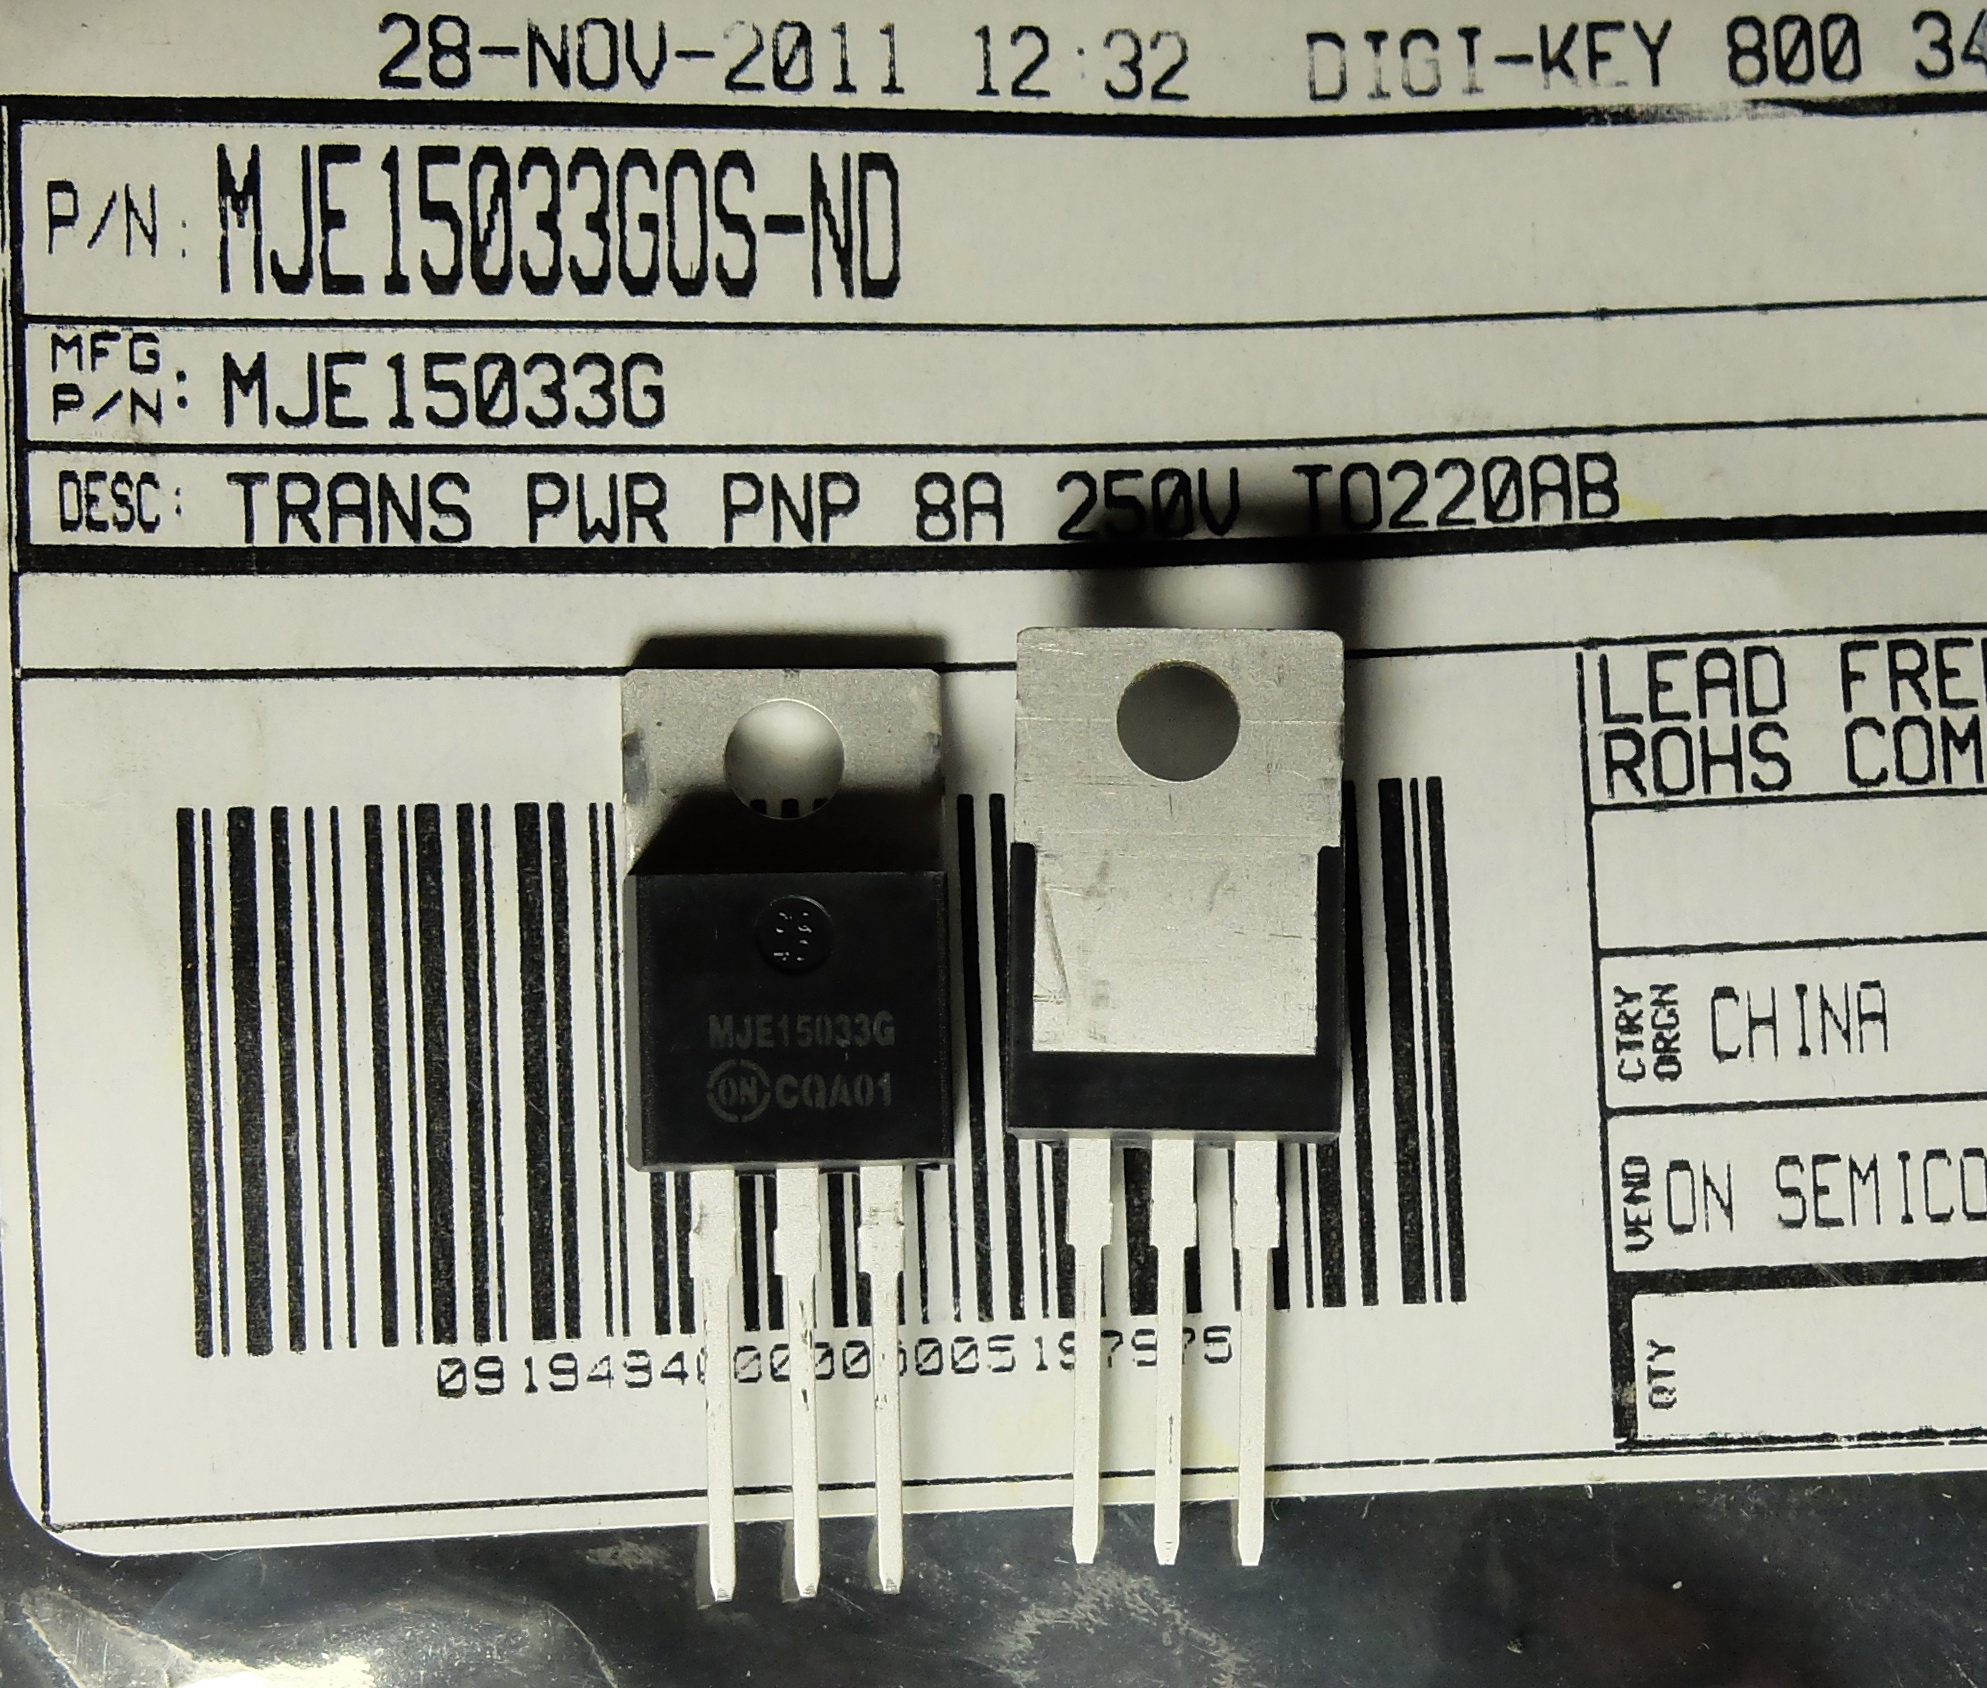 28-NOV-2011 12:32 DIGI-KEY 800 34
P/N: MJE15033GOS-ND
MFG P/N: MJE15033G
DESC: TRANS PWR PNP 8A 250V TO220AB
LEAD FREE
ROHS COM
CTRY ORGN CHINA
VEND ON SEMICO
QTY
MJE15033G
ON CQA01